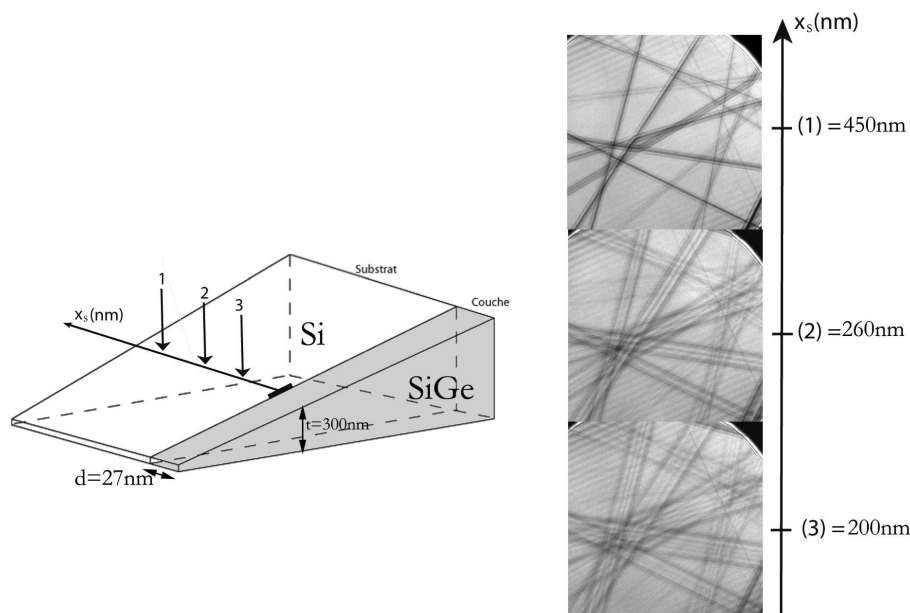 xs(nm)
(1) =450nm
Substrat
1
Couche
2
3
xs(nm)
Si
(2) =260nm
SiGe
t=300nm
d=27nm
(3) =200nm